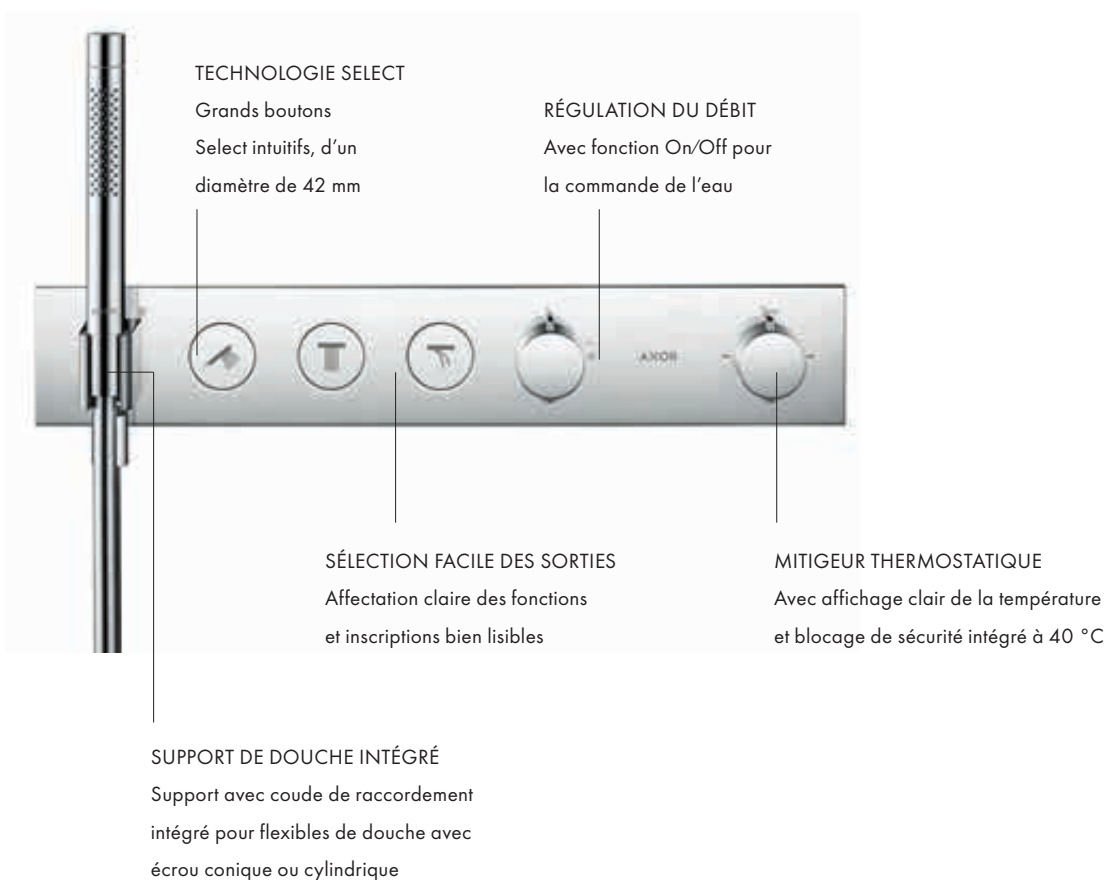 TECHNOLOGIE SELECT
Grands boutons
Select intuitifs, d’un
diamètre de 42 mm
RÉGULATION DU DÉBIT
Avec fonction On/Off pour
la commande de l’eau
AXOR
SÉLECTION FACILE DES SORTIES
Affectation claire des fonctions
et inscriptions bien lisibles
MITIGEUR THERMOSTATIQUE
Avec affichage clair de la température
et blocage de sécurité intégré à 40 °C
SUPPORT DE DOUCHE INTÉGRÉ
Support avec coude de raccordement
intégré pour flexibles de douche avec
écrou conique ou cylindrique